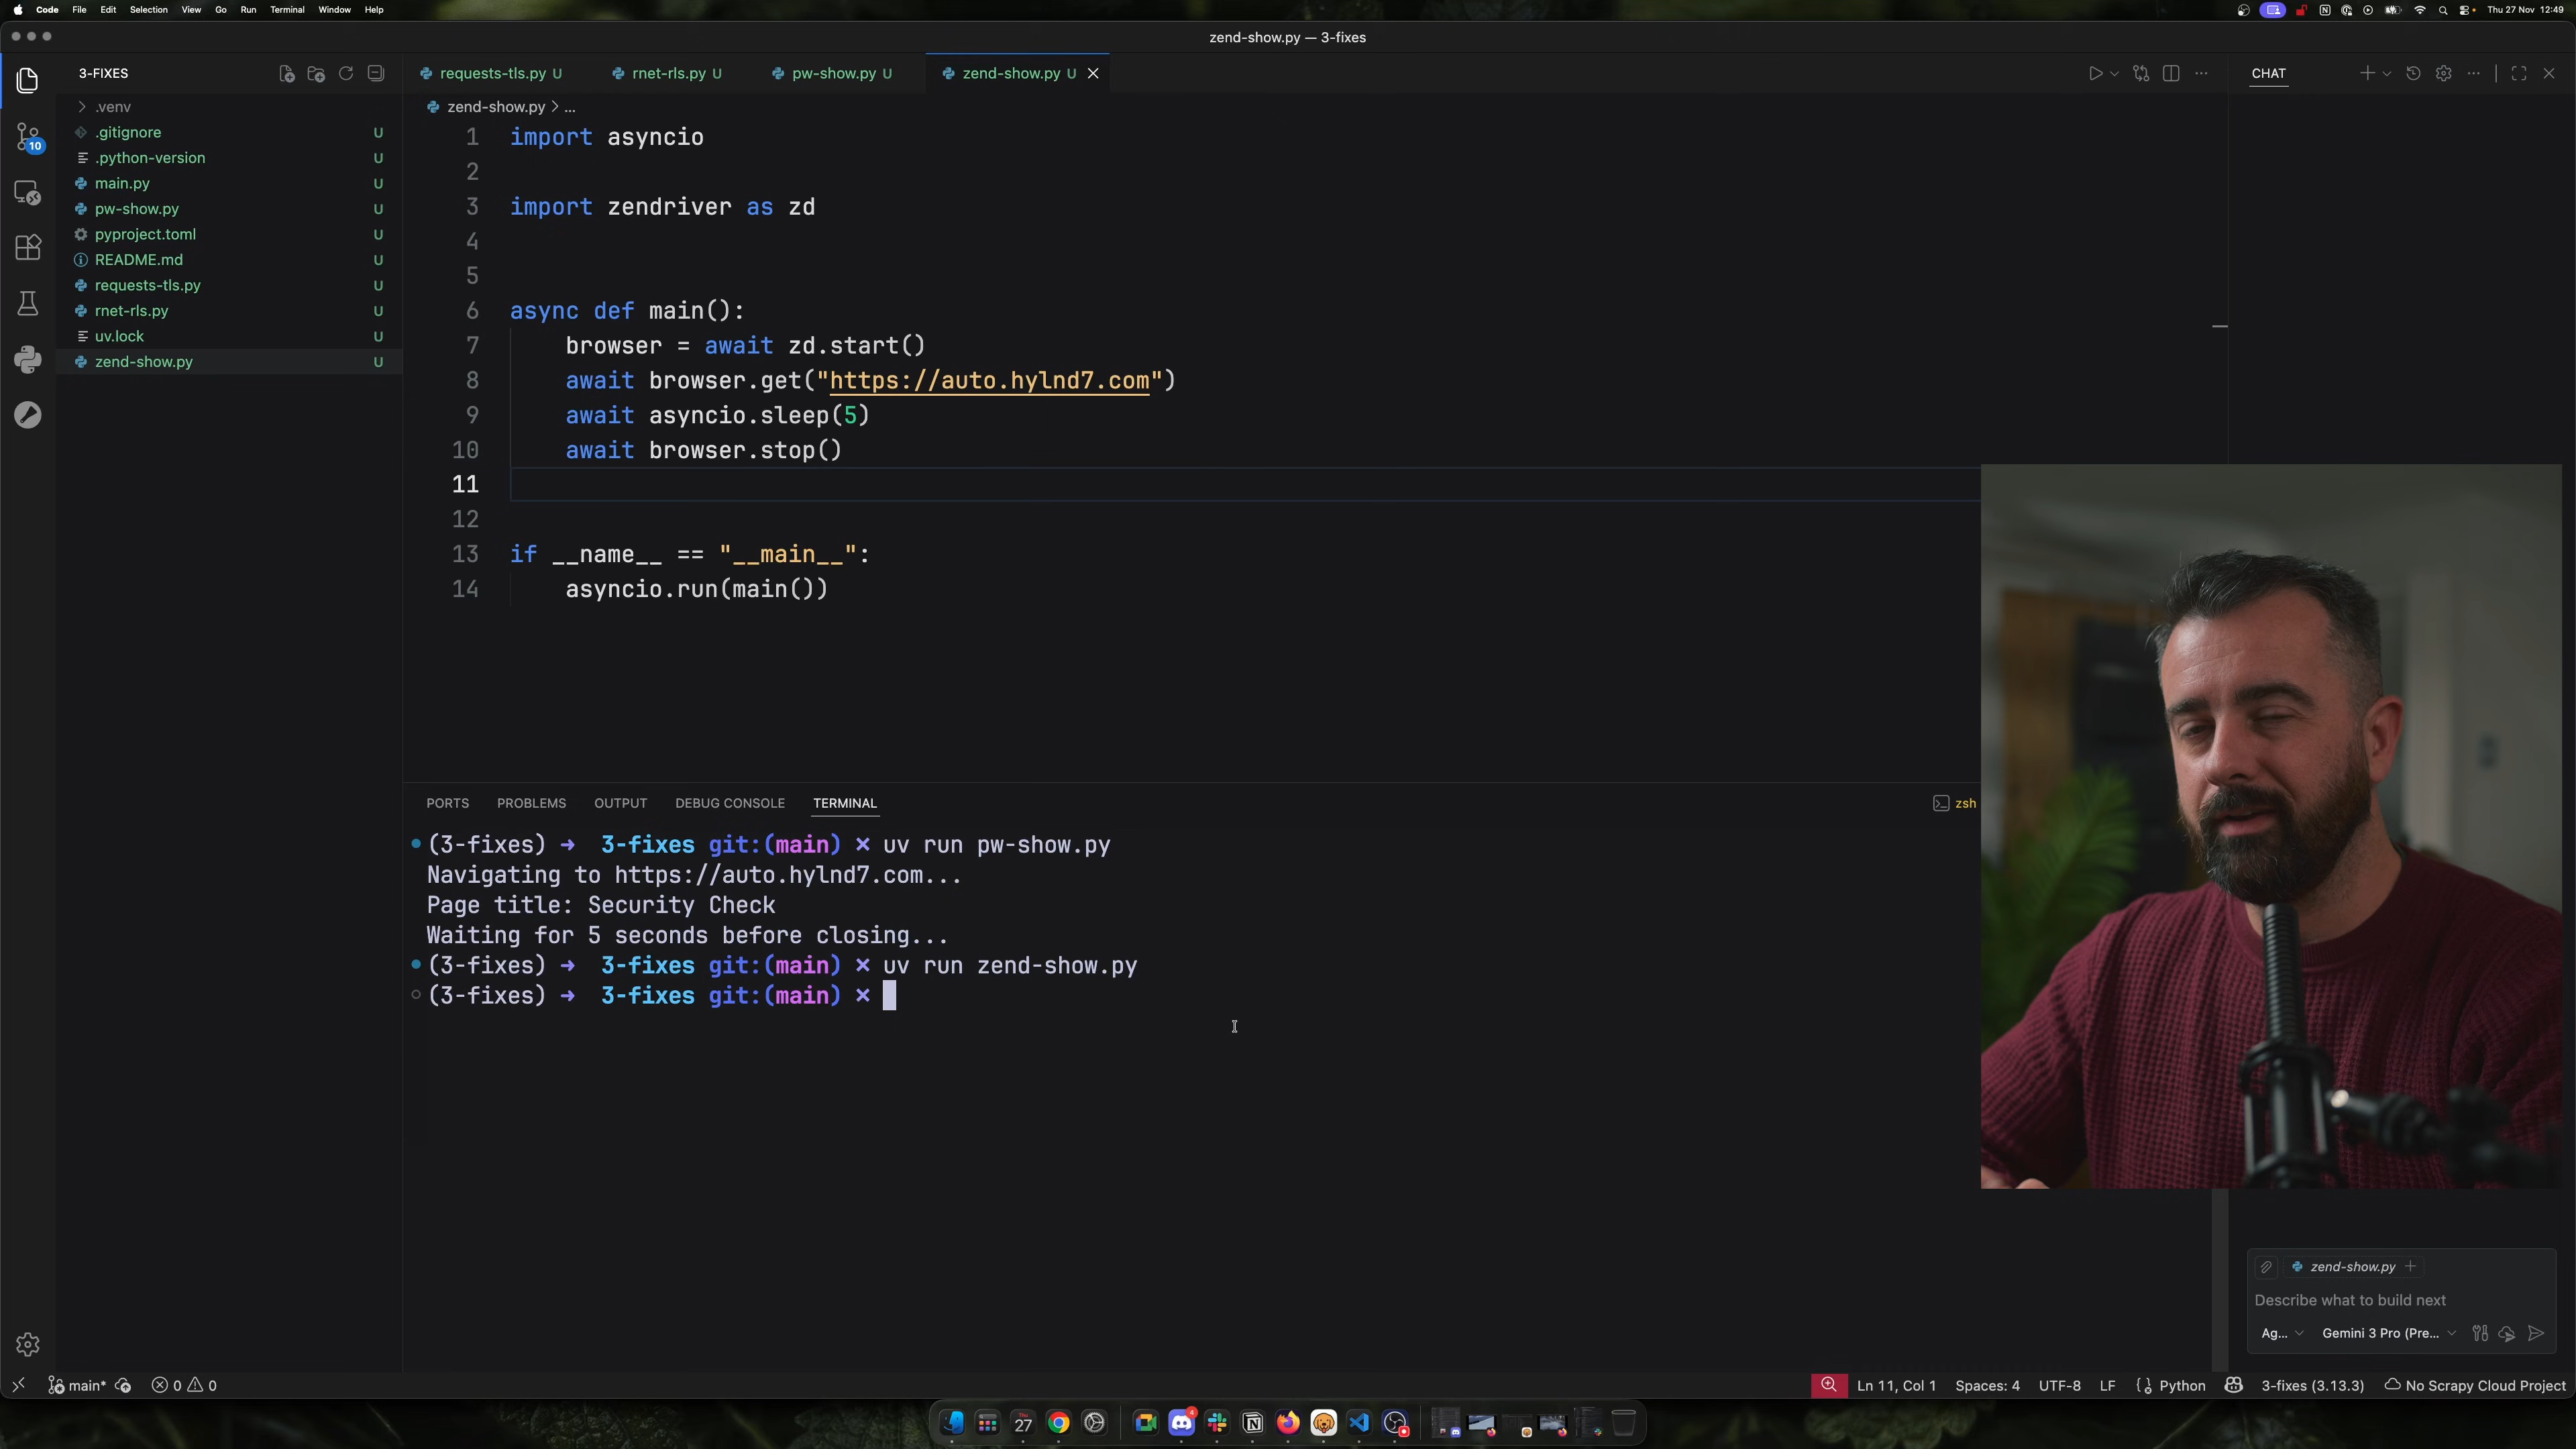 Code File Edit Selection View Go Run Terminal Window Help
Thu 27 Nov 12:49
zend-show.py — 3-fixes
3-FIXES
requests-tls.py U
rnet-rls.py U
pw-show.py U
zend-show.py U
CHAT
zend-show.py > ...
.venv
.gitignore U
.python-version U
main.py U
pw-show.py U
pyproject.toml U
README.md U
requests-tls.py U
rnet-rls.py U
uv.lock U
zend-show.py U
10
1 import asyncio
2
3 import zendriver as zd
4
5
6 async def main():
7 browser = await zd.start()
8 await browser.get("https://auto.hylnd7.com")
9 await asyncio.sleep(5)
10 await browser.stop()
11
12
13 if __name__ == "__main__":
14 asyncio.run(main())
PORTS PROBLEMS OUTPUT DEBUG CONSOLE TERMINAL
zsh
(3-fixes) ➜ 3-fixes git:(main) × uv run pw-show.py
Navigating to https://auto.hylnd7.com...
Page title: Security Check
Waiting for 5 seconds before closing...
(3-fixes) ➜ 3-fixes git:(main) × uv run zend-show.py
(3-fixes) ➜ 3-fixes git:(main) ×
zend-show.py
Describe what to build next
Ag... Gemini 3 Pro (Pre...
main* 0 0
Ln 11, Col 1 Spaces: 4 UTF-8 LF Python 3-fixes (3.13.3) No Scrapy Cloud Project
27
4